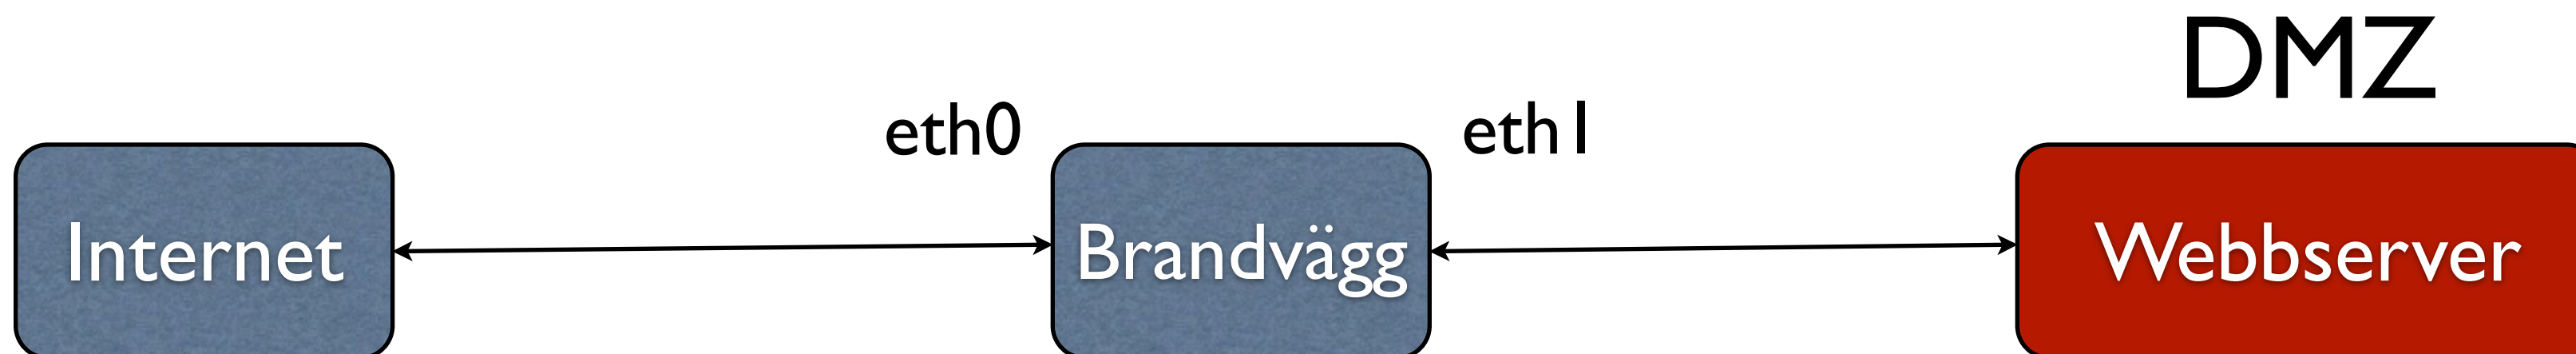 DMZ
eth0
eth1
Internet
Brandvägg
Webbserver